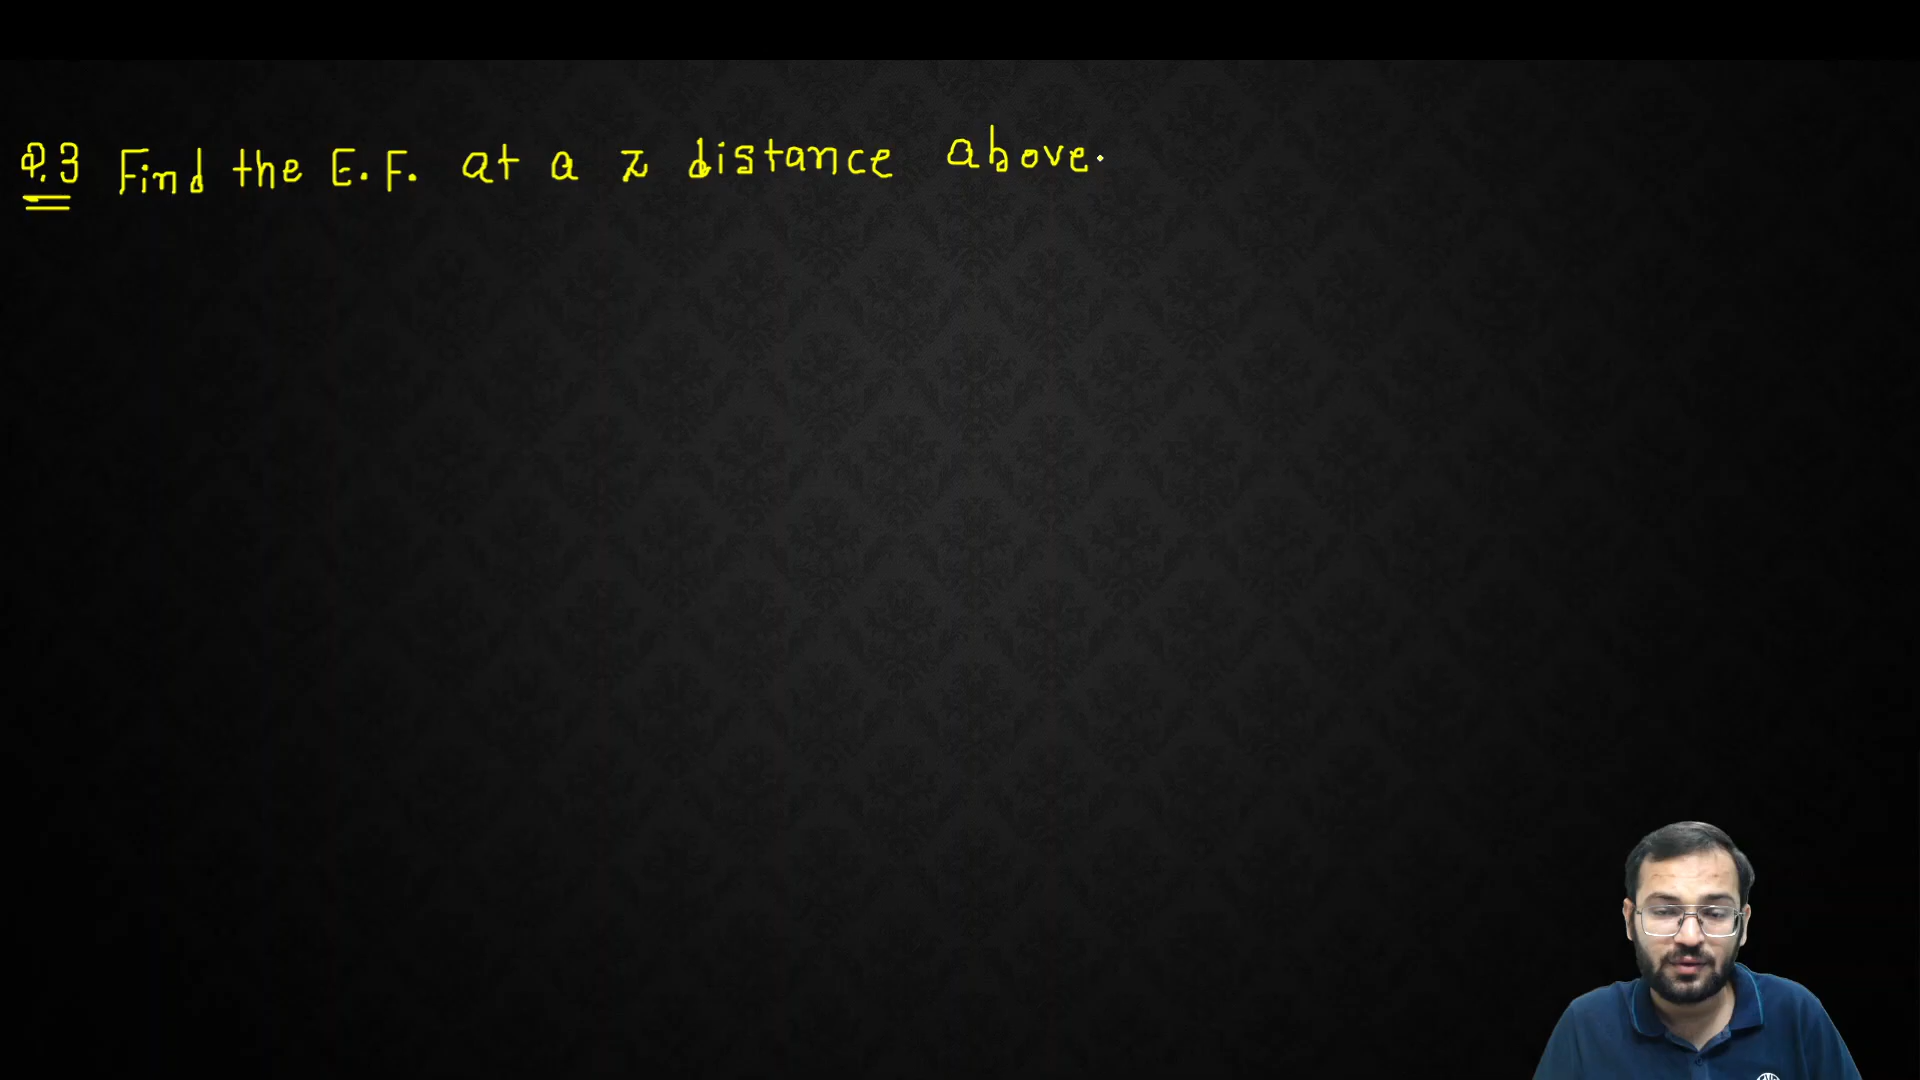 Q.3 Find the E.F. at a z distance above.